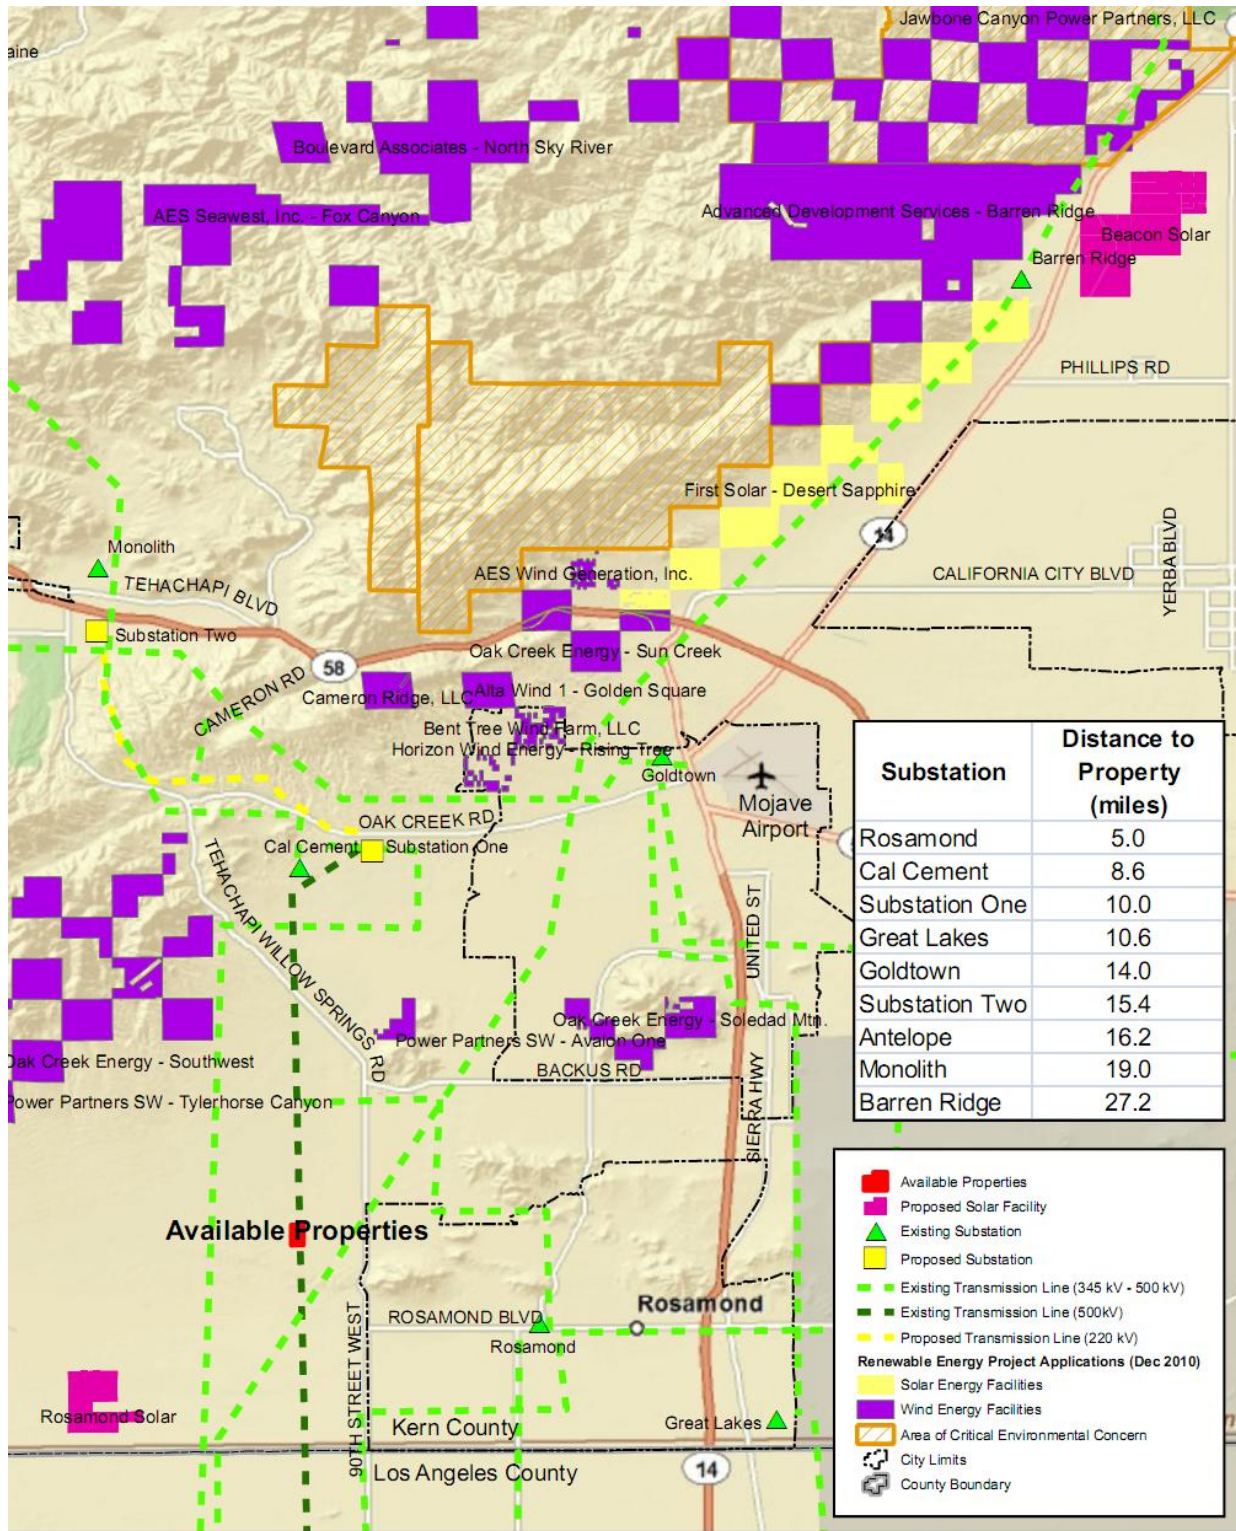 Jawbone Canyon Power Partners, LLC
aine
Boulevard Associates - North Sky River
AES Seawest, Inc. - Fox Canyon
Advanced Development Services - Barren Ridge
Beacon Solar
Barren Ridge
PHILLIPS RD
First Solar - Desert Sapphire
14
YERBA BLVD
Monolith
TEHACHAPI BLVD
AES Wind Generation, Inc.
CALIFORNIA CITY BLVD
Substation Two
58
Oak Creek Energy - Sun Creek
CAMERON RD
Cameron Ridge, LLC
Alta Wind 1 - Golden Square
Bent Tree Wind Farm, LLC
Horizon Wind Energy - Rising Tree
Goldtown
Mojave
Airport
OAK CREEK RD
Cal Cement
Substation One
TEHACHAPI WILLOW SPRINGS RD
UNITED ST
Oak Creek Energy - Soledad Mtn.
Power Partners SW - Avalon One
Oak Creek Energy - Southwest
BACKUS RD
Power Partners SW - Tylerhorse Canyon
SIERRA HWY
Available Properties
Rosamond
ROSAMOND BLVD
Rosamond
90TH STREET WEST
Rosamond Solar
Great Lakes
Kern County
Los Angeles County
14
Substation Distance to Property (miles)
Rosamond 5.0
Cal Cement 8.6
Substation One 10.0
Great Lakes 10.6
Goldtown 14.0
Substation Two 15.4
Antelope 16.2
Monolith 19.0
Barren Ridge 27.2
Available Properties
Proposed Solar Facility
Existing Substation
Proposed Substation
Existing Transmission Line (345 kV - 500 kV)
Existing Transmission Line (500kV)
Proposed Transmission Line (220 kV)
Renewable Energy Project Applications (Dec 2010)
Solar Energy Facilities
Wind Energy Facilities
Area of Critical Environmental Concern
City Limits
County Boundary